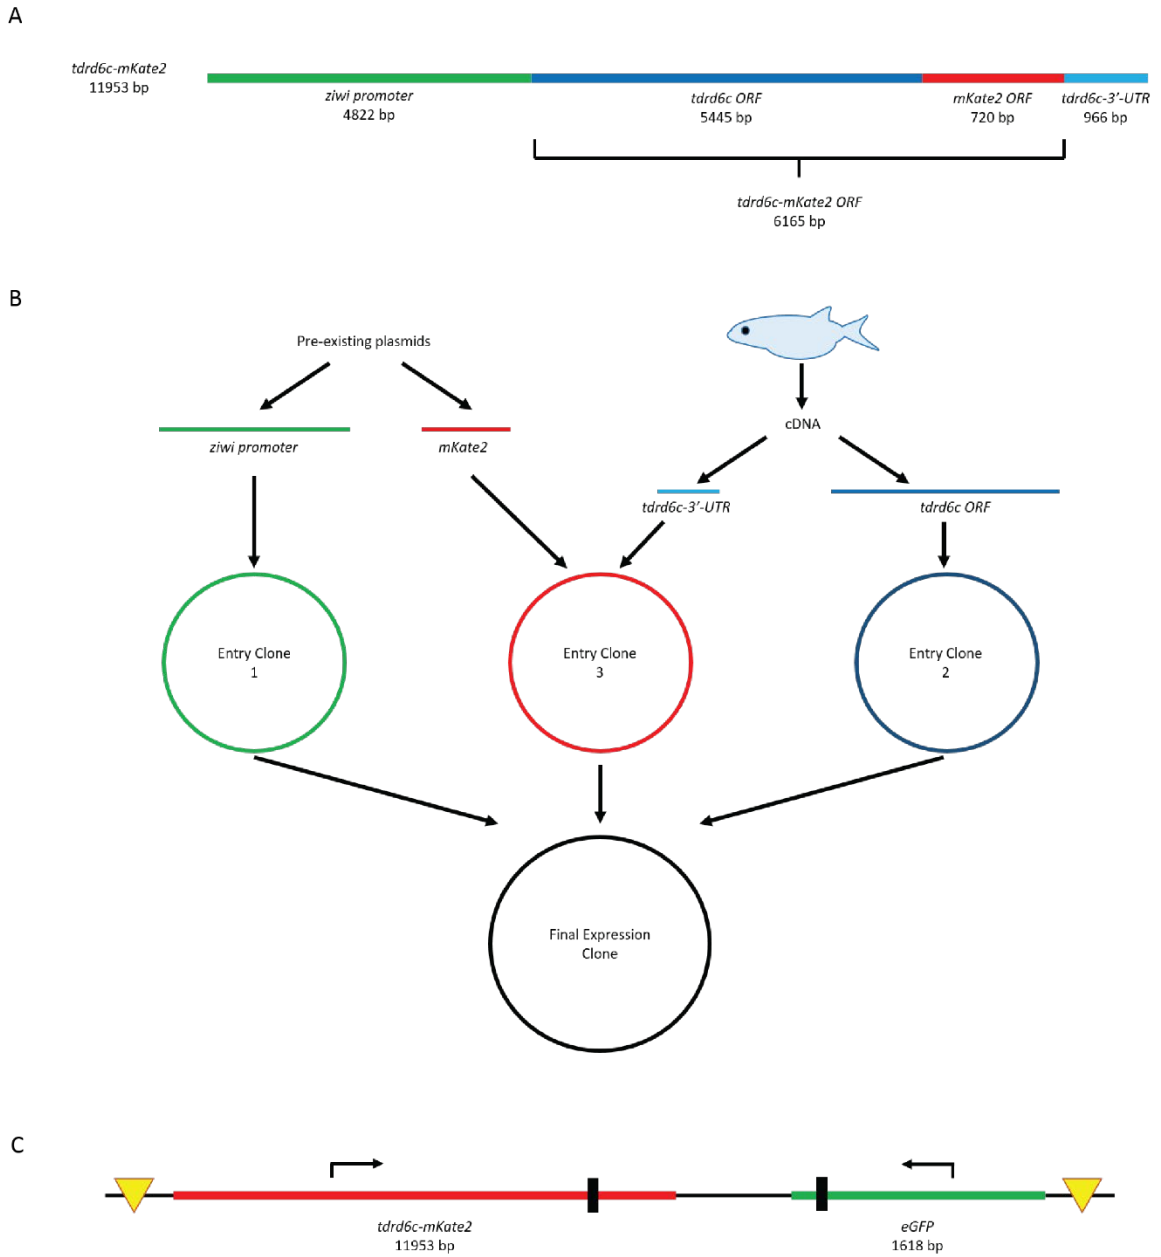 A
tdrd6c-mKate2
11953 bp
ziwi promoter
4822 bp
tdrd6c ORF
5445 bp
mKate2 ORF
720 bp
tdrd6c-3'-UTR
966 bp
tdrd6c-mKate2 ORF
6165 bp
B
Pre-existing plasmids
cDNA
ziwi promoter
mKate2
tdrd6c-3'-UTR
tdrd6c ORF
Entry Clone
1
Entry Clone
3
Entry Clone
2
Final Expression
Clone
C
tdrd6c-mKate2
11953 bp
eGFP
1618 bp